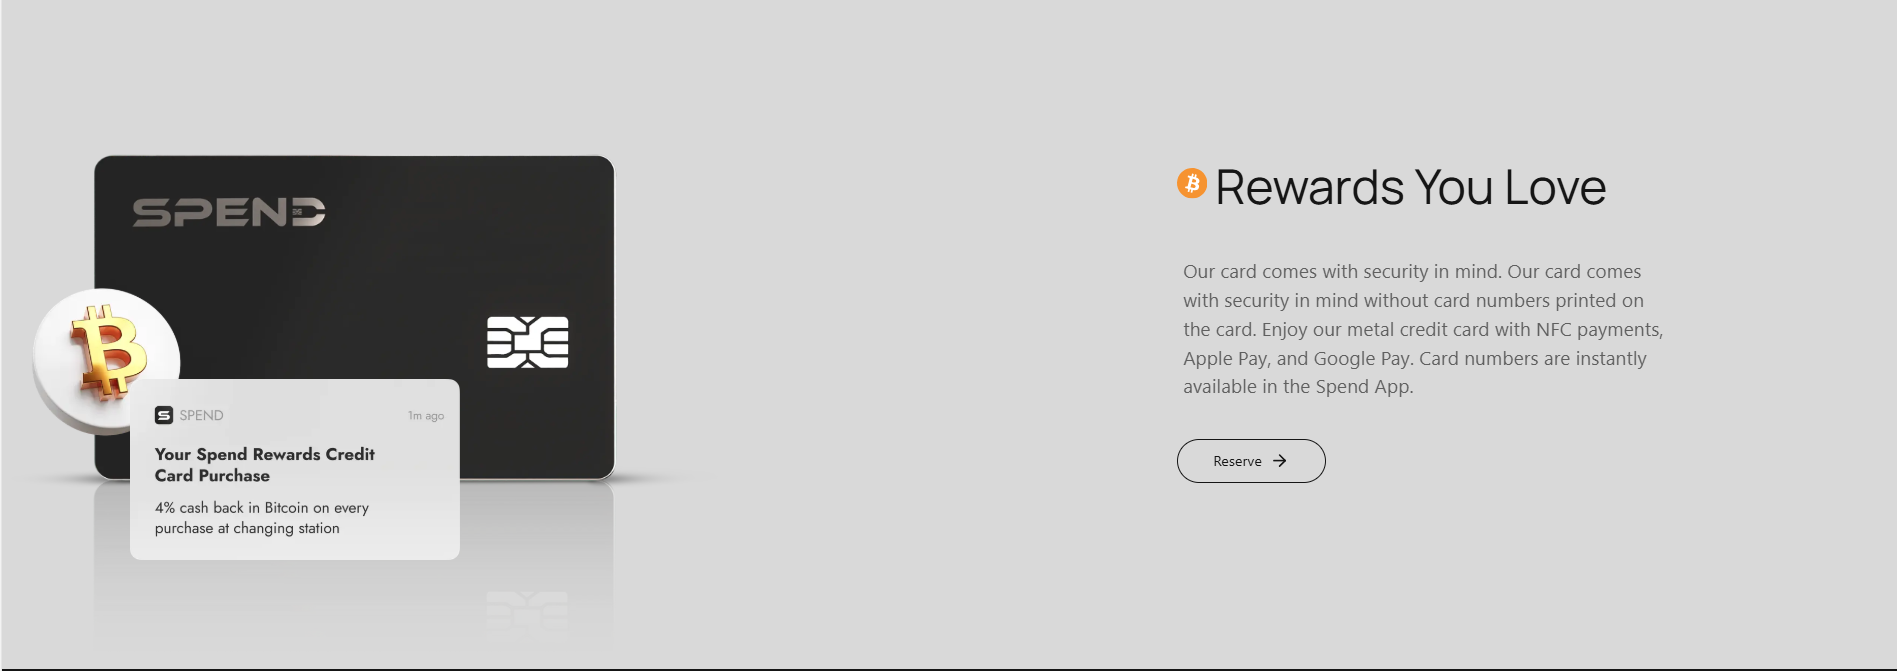 SPEND
SPEND
1m ago
Your Spend Rewards Credit
Card Purchase
4% cash back in Bitcoin on every
purchase at changing station
Rewards You Love
Our card comes with security in mind. Our card comes
with security in mind without card numbers printed on
the card. Enjoy our metal credit card with NFC payments,
Apple Pay, and Google Pay. Card numbers are instantly
available in the Spend App.
Reserve